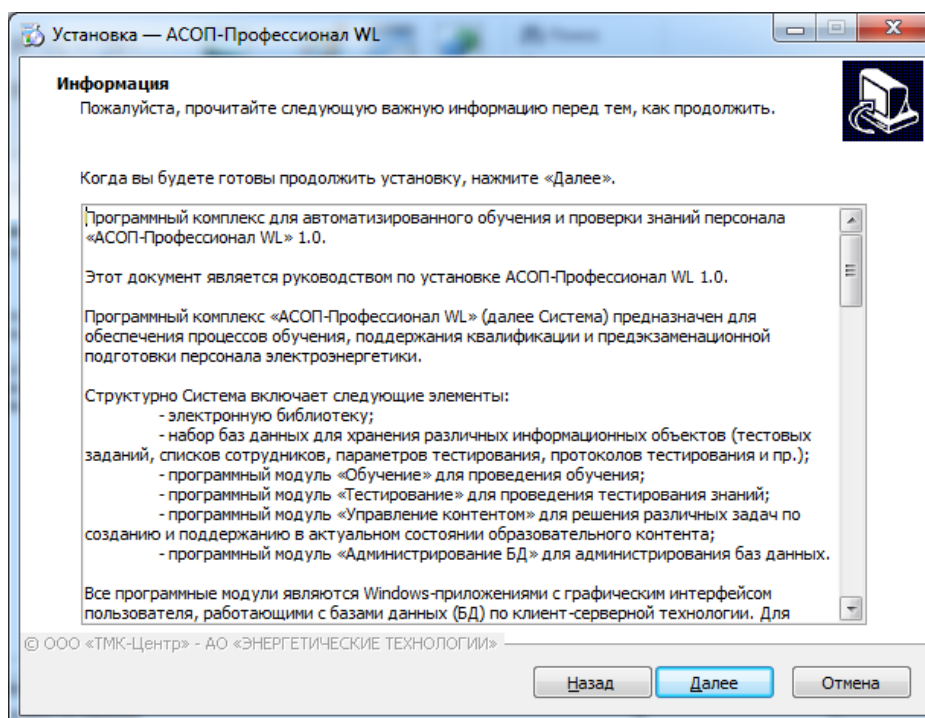 Установка — АСОП-Профессионал WL
Информация
Пожалуйста, прочитайте следующую важную информацию перед тем, как продолжить.
Когда вы будете готовы продолжить установку, нажмите «Далее».
Программный комплекс для автоматизированного обучения и проверки знаний персонала
«АСОП-Профессионал WL» 1.0.
Этот документ является руководством по установке АСОП-Профессионал WL 1.0.
Программный комплекс «АСОП-Профессионал WL» (далее Система) предназначен для
обеспечения процессов обучения, поддержания квалификации и предэкзаменационной
подготовки персонала электроэнергетики.
Структурно Система включает следующие элементы:
- электронную библиотеку;
- набор баз данных для хранения различных информационных объектов (тестовых
заданий, списков сотрудников, параметров тестирования, протоколов тестирования и пр.);
- программный модуль «Обучение» для проведения обучения;
- программный модуль «Тестирование» для проведения тестирования знаний;
- программный модуль «Управление контентом» для решения различных задач по
созданию и поддержанию в актуальном состоянии образовательного контента;
- программный модуль «Администрирование БД» для администрирования баз данных.
Все программные модули являются Windows-приложениями с графическим интерфейсом
пользователя, работающими с базами данных (БД) по клиент-серверной технологии. Для
© ООО «ТМК-Центр» - АО «ЭНЕРГЕТИЧЕСКИЕ ТЕХНОЛОГИИ»
Назад
Далее
Отмена